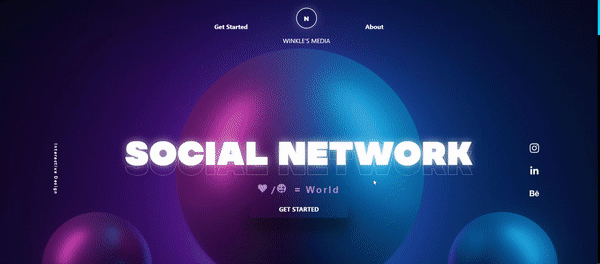 Get Started
N
About
WINKLE'S MEDIA
SOCIAL NETWORK
= World
GET STARTED
Interactive Design
in
Bē